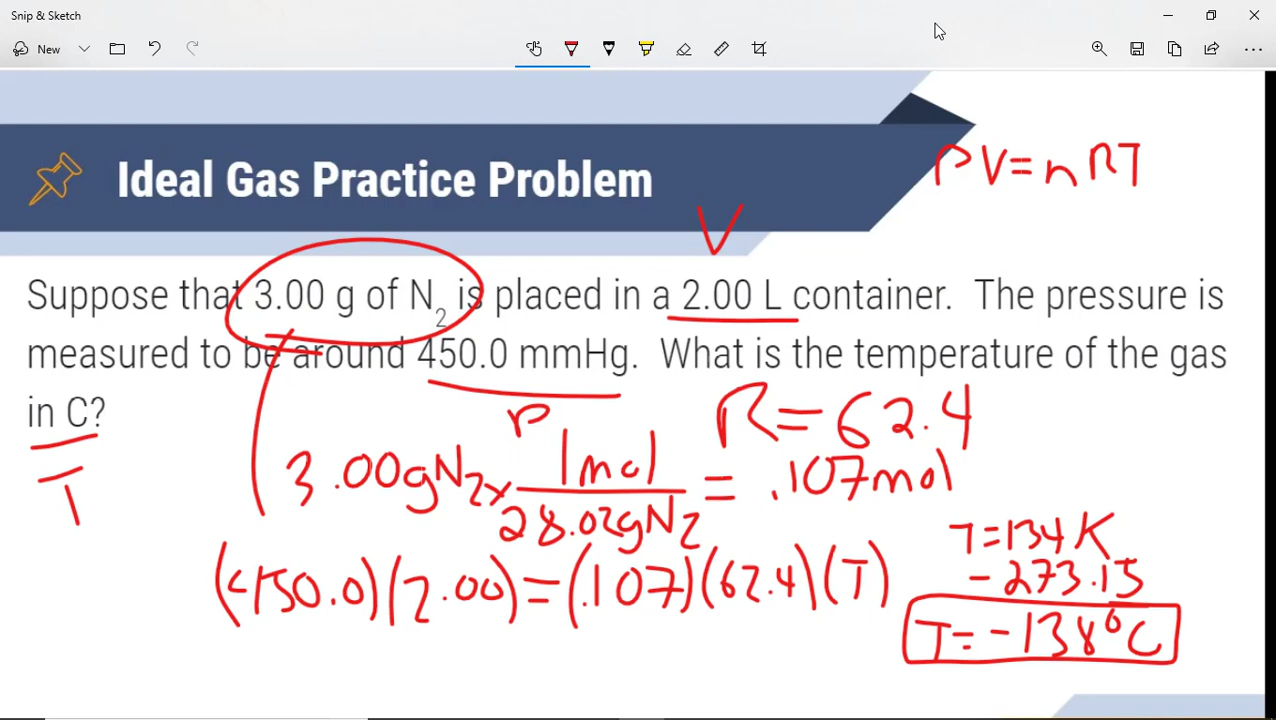 Snip & Sketch
New
Ideal Gas Practice Problem
PV=nRT
V
Suppose that 3.00 g of N2 is placed in a 2.00 L container. The pressure is
measured to be around 450.0 mmHg. What is the temperature of the gas
in C?
P
R=62.4
T
3.00gN2x 1mol/28.02gN2 = .107mol
T=134K
-273.15
(450.0)(2.00)=(.107)(62.4)(T)
T=-138°C